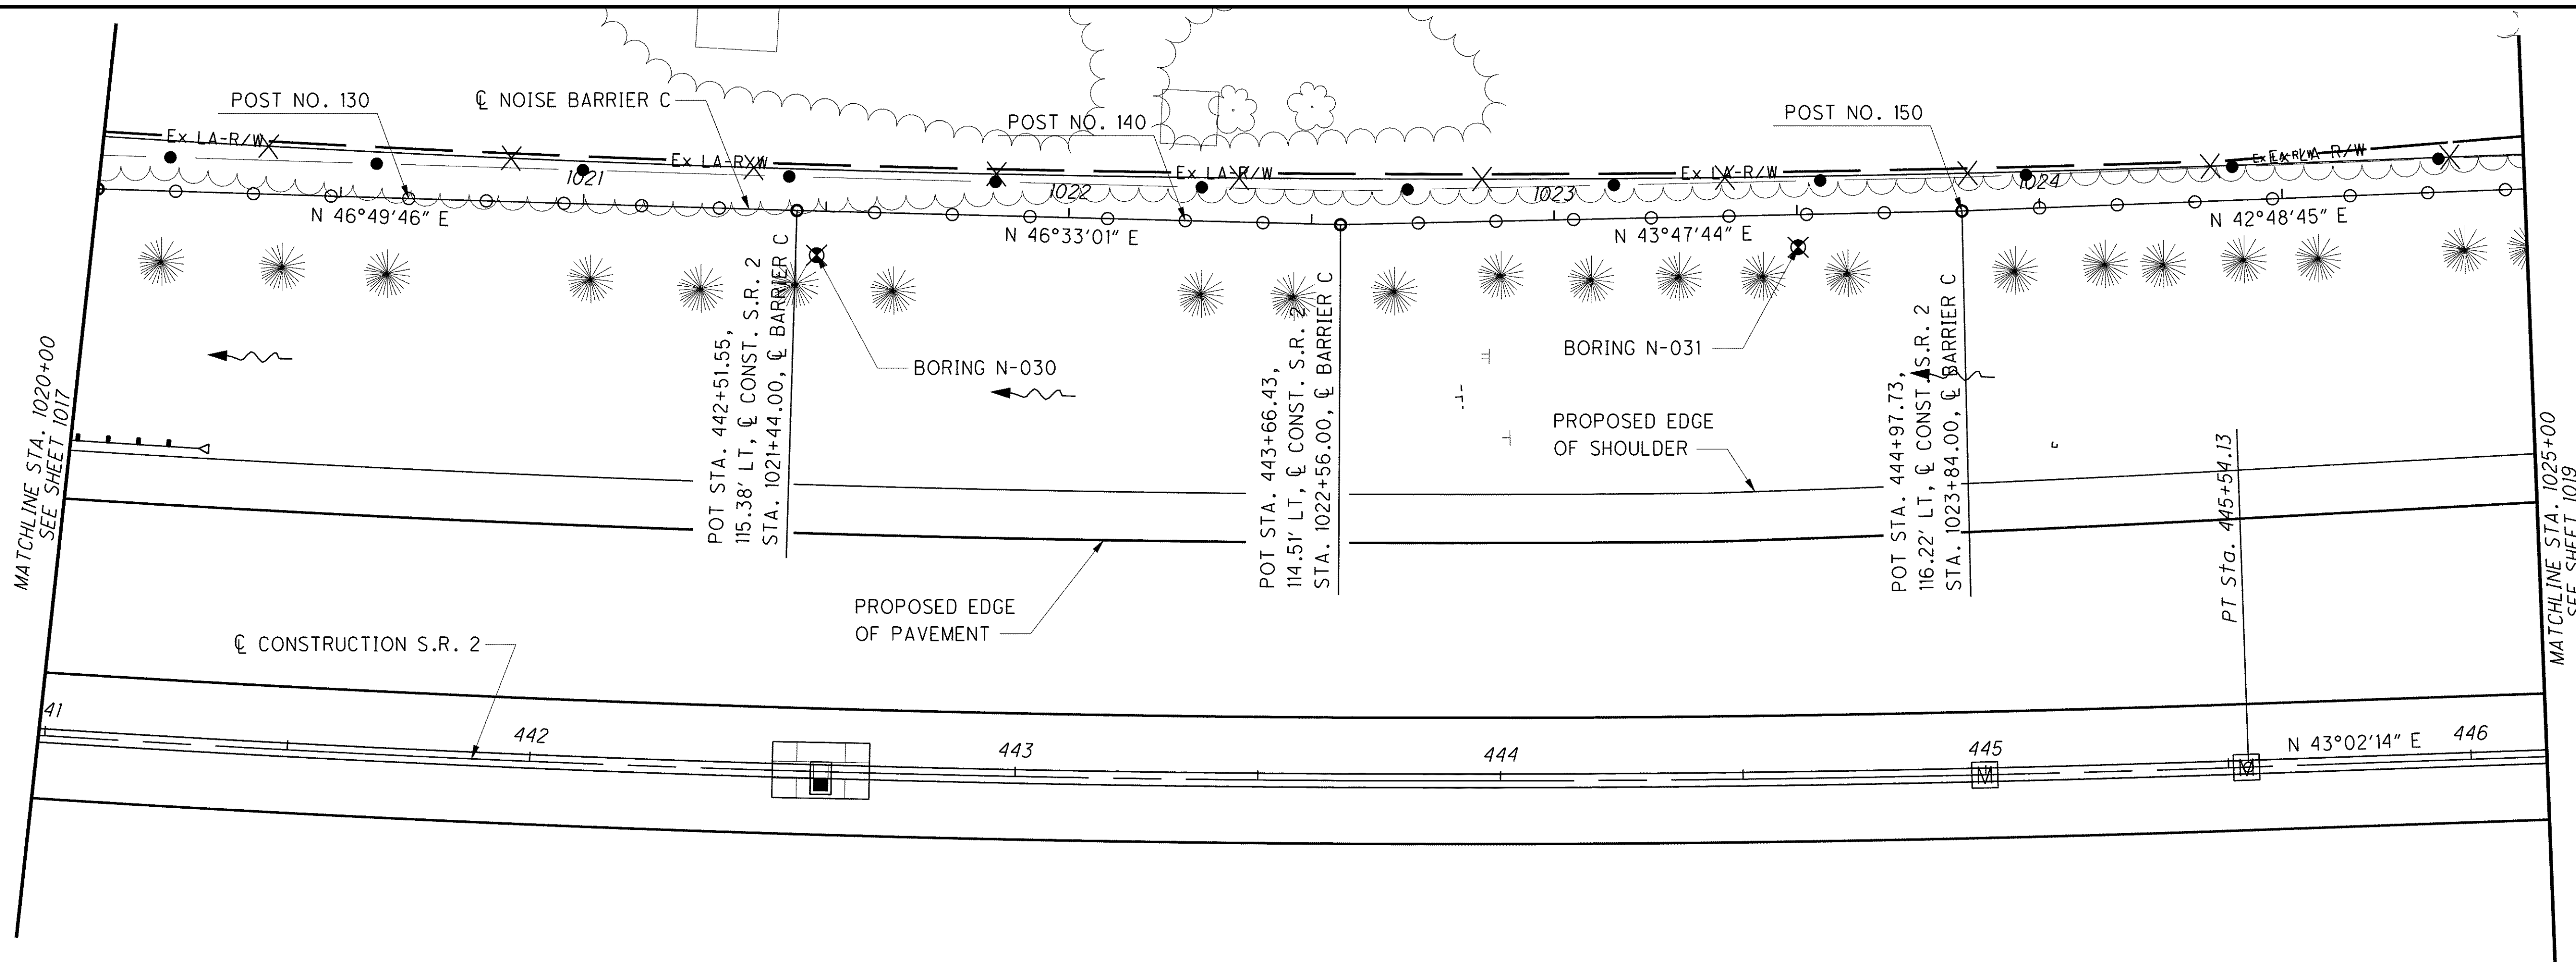 POST NO. 130
℄ NOISE BARRIER C
POST NO. 140
POST NO. 150
Ex LA-R/W
Ex LA-R/W
Ex LA-R/W
Ex LA-R/W
1021
1022
1023
1024
N 46°49'46" E
N 46°33'01" E
N 43°47'44" E
N 42°48'45" E
MATCHLINE STA. 1020+00
SEE SHEET 1017
POT STA. 442+51.55,
115.38' LT, ℄ CONST. S.R. 2
STA. 1021+44.00, ℄ BARRIER C
BORING N-030
POT STA. 443+66.43,
114.51' LT, ℄ CONST. S.R. 2
STA. 1022+56.00, ℄ BARRIER C
BORING N-031
PROPOSED EDGE
OF SHOULDER
POT STA. 444+97.73,
116.22' LT, ℄ CONST. S.R. 2
STA. 1023+84.00, ℄ BARRIER C
PT Sta. 445+54.13
MATCHLINE STA. 1025+00
SEE SHEET 1019
PROPOSED EDGE
OF PAVEMENT
℄ CONSTRUCTION S.R. 2
41
442
443
444
445
446
N 43°02'14" E
M